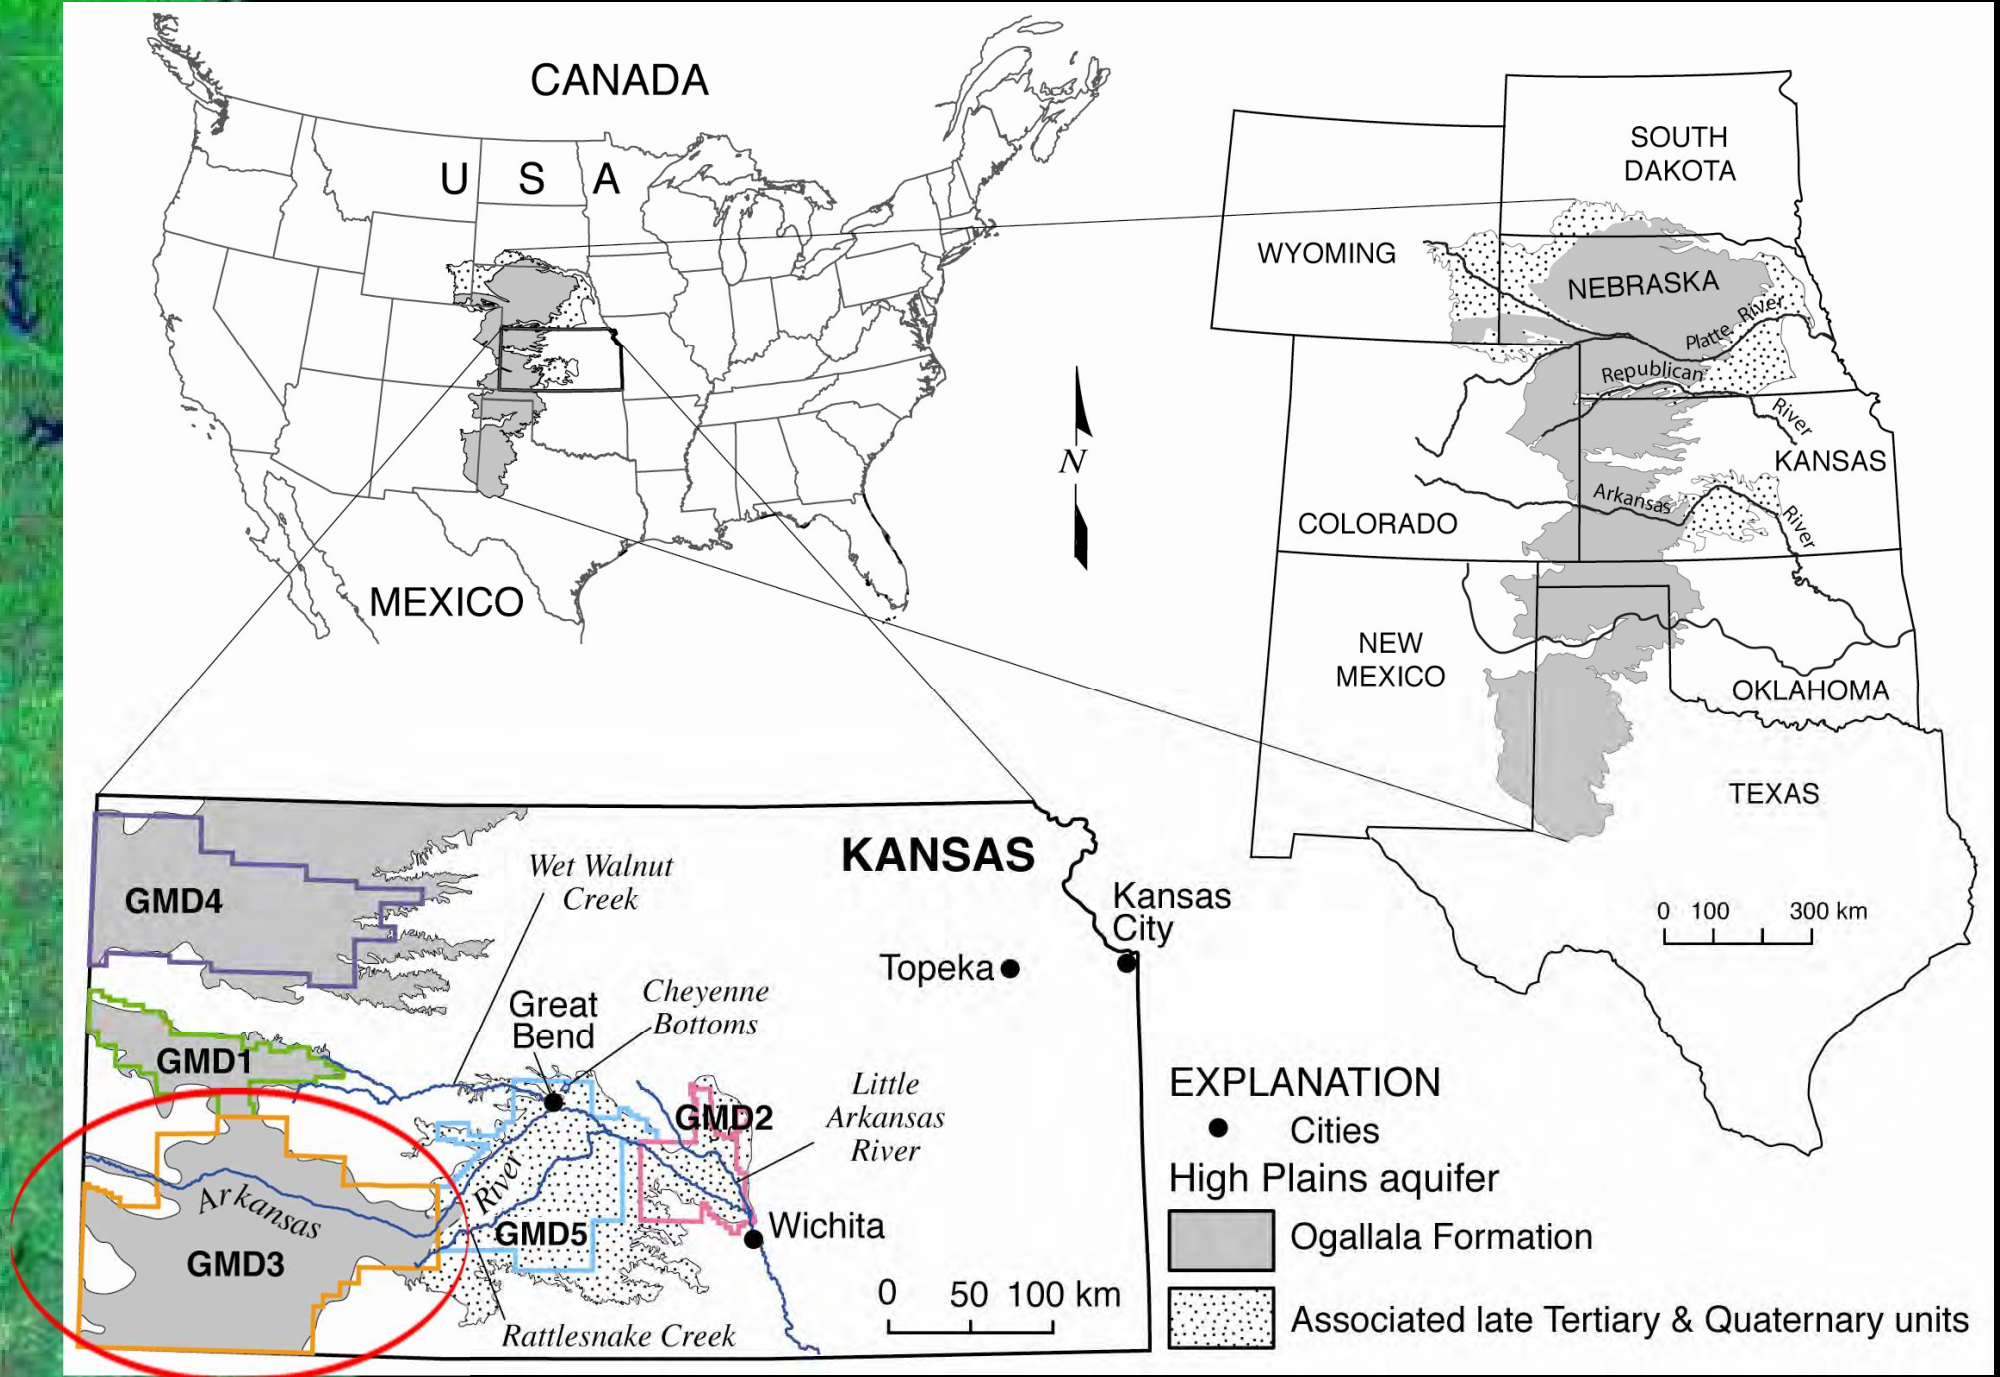 CANADA
U S A
MEXICO
N
SOUTH
DAKOTA
WYOMING
NEBRASKA
Platte River
Republican
River
KANSAS
Arkansas
River
COLORADO
NEW
MEXICO
OKLAHOMA
TEXAS
0 100 300 km
KANSAS
Wet Walnut
Creek
GMD4
Kansas
City
Topeka
Cheyenne
Bottoms
Great
Bend
GMD1
Little
Arkansas
River
GMD2
Arkansas
River
GMD5
GMD3
Wichita
0 50 100 km
Rattlesnake Creek
EXPLANATION
Cities
High Plains aquifer
Ogallala Formation
Associated late Tertiary & Quaternary units